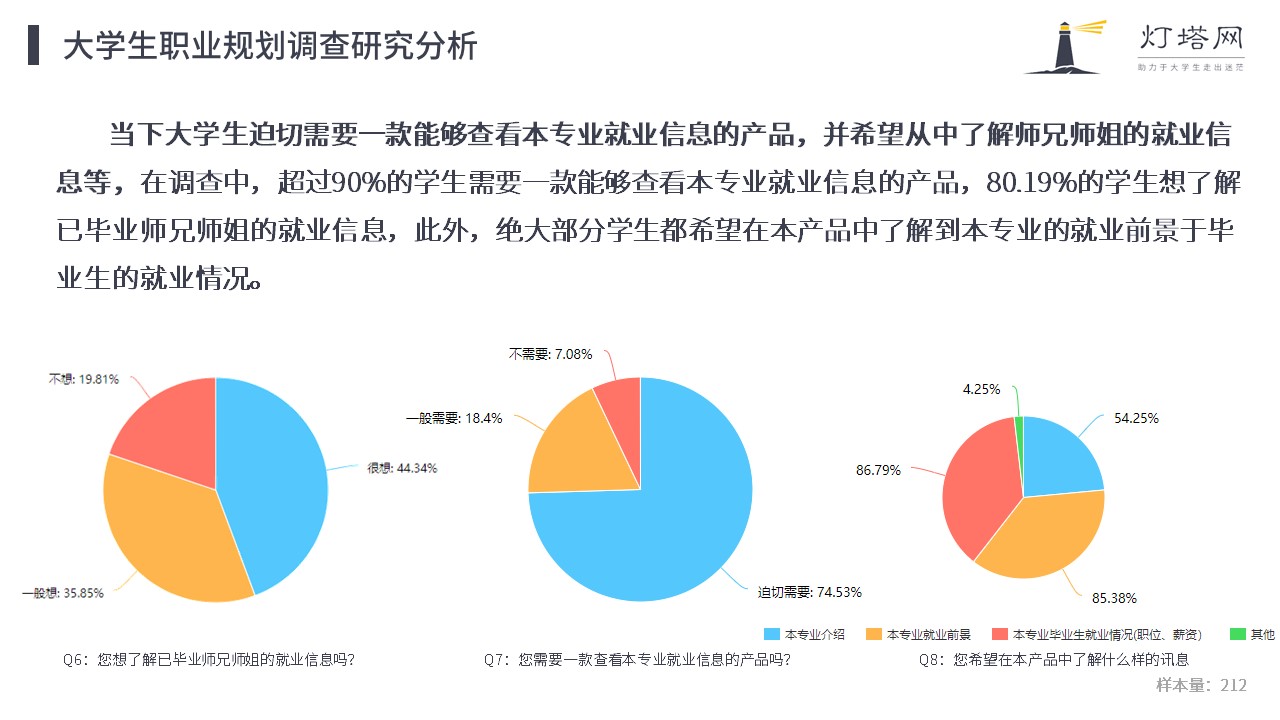 大学生职业规划调查研究分析
灯塔网
助力于大学生走出迷茫
当下大学生迫切需要一款能够查看本专业就业信息的产品，并希望从中了解师兄师姐的就业信
息等，在调查中，超过90%的学生需要一款能够查看本专业就业信息的产品，80.19%的学生想了解
已毕业师兄师姐的就业信息，此外，绝大部分学生都希望在本产品中了解到本专业的就业前景于毕
业生的就业情况。
不想: 19.81%
很想: 44.34%
一般想: 35.85%
Q6：您想了解已毕业师兄师姐的就业信息吗?
不需要: 7.08%
一般需要: 18.4%
迫切需要: 74.53%
Q7：您需要一款查看本专业就业信息的产品吗?
4.25%
54.25%
86.79%
85.38%
本专业介绍 本专业就业前景 本专业毕业生就业情况(职位、薪资) 其他
Q8：您希望在本产品中了解什么样的讯息
样本量：212